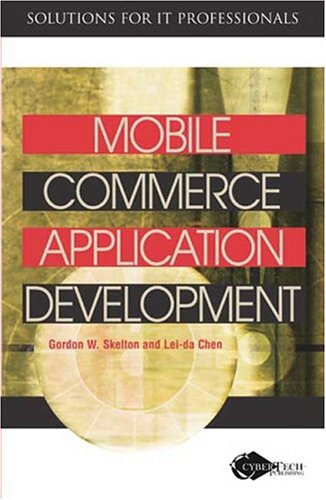 SOLUTIONS FOR IT PROFESSIONALS
MOBILE
COMMERCE
APPLICATION
DEVELOPMENT
Gordon W. Skelton and Lei-da Chen
CYBERTECH
PUBLISHING